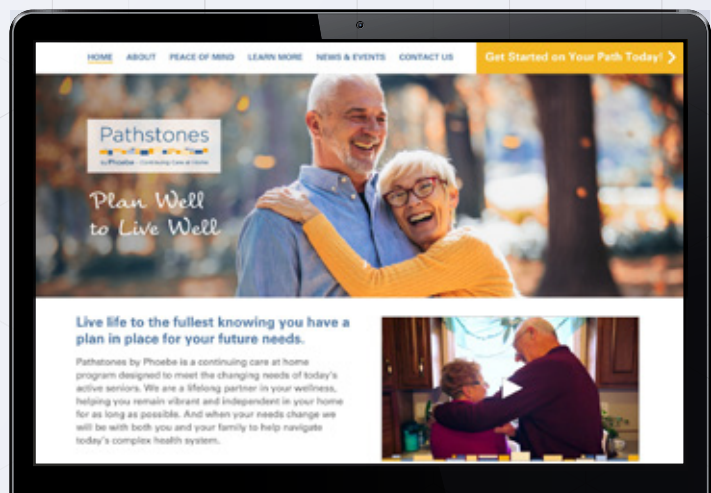 HOME ABOUT PEACE OF MIND LEARN MORE NEWS & EVENTS CONTACT US Get Started on Your Path Today!
Pathstones
by Phoebe - Continuing Care at Home
Plan Well
to Live Well
Live life to the fullest knowing you have a
plan in place for your future needs.
Pathstones by Phoebe is a continuing care at home
program designed to meet the changing needs of today's
active seniors. We are a lifelong partner in your wellness,
helping you remain vibrant and independent in your home
for as long as possible. And when your needs change we
will be with both you and your family to help navigate
today's complex health system.